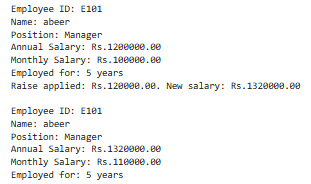 Employee ID: E101
Name: abeer
Position: Manager
Annual Salary: Rs.1200000.00
Monthly Salary: Rs.100000.00
Employed for: 5 years
Raise applied: Rs.120000.00. New salary: Rs.1320000.00
Employee ID: E101
Name: abeer
Position: Manager
Annual Salary: Rs.1320000.00
Monthly Salary: Rs.110000.00
Employed for: 5 years